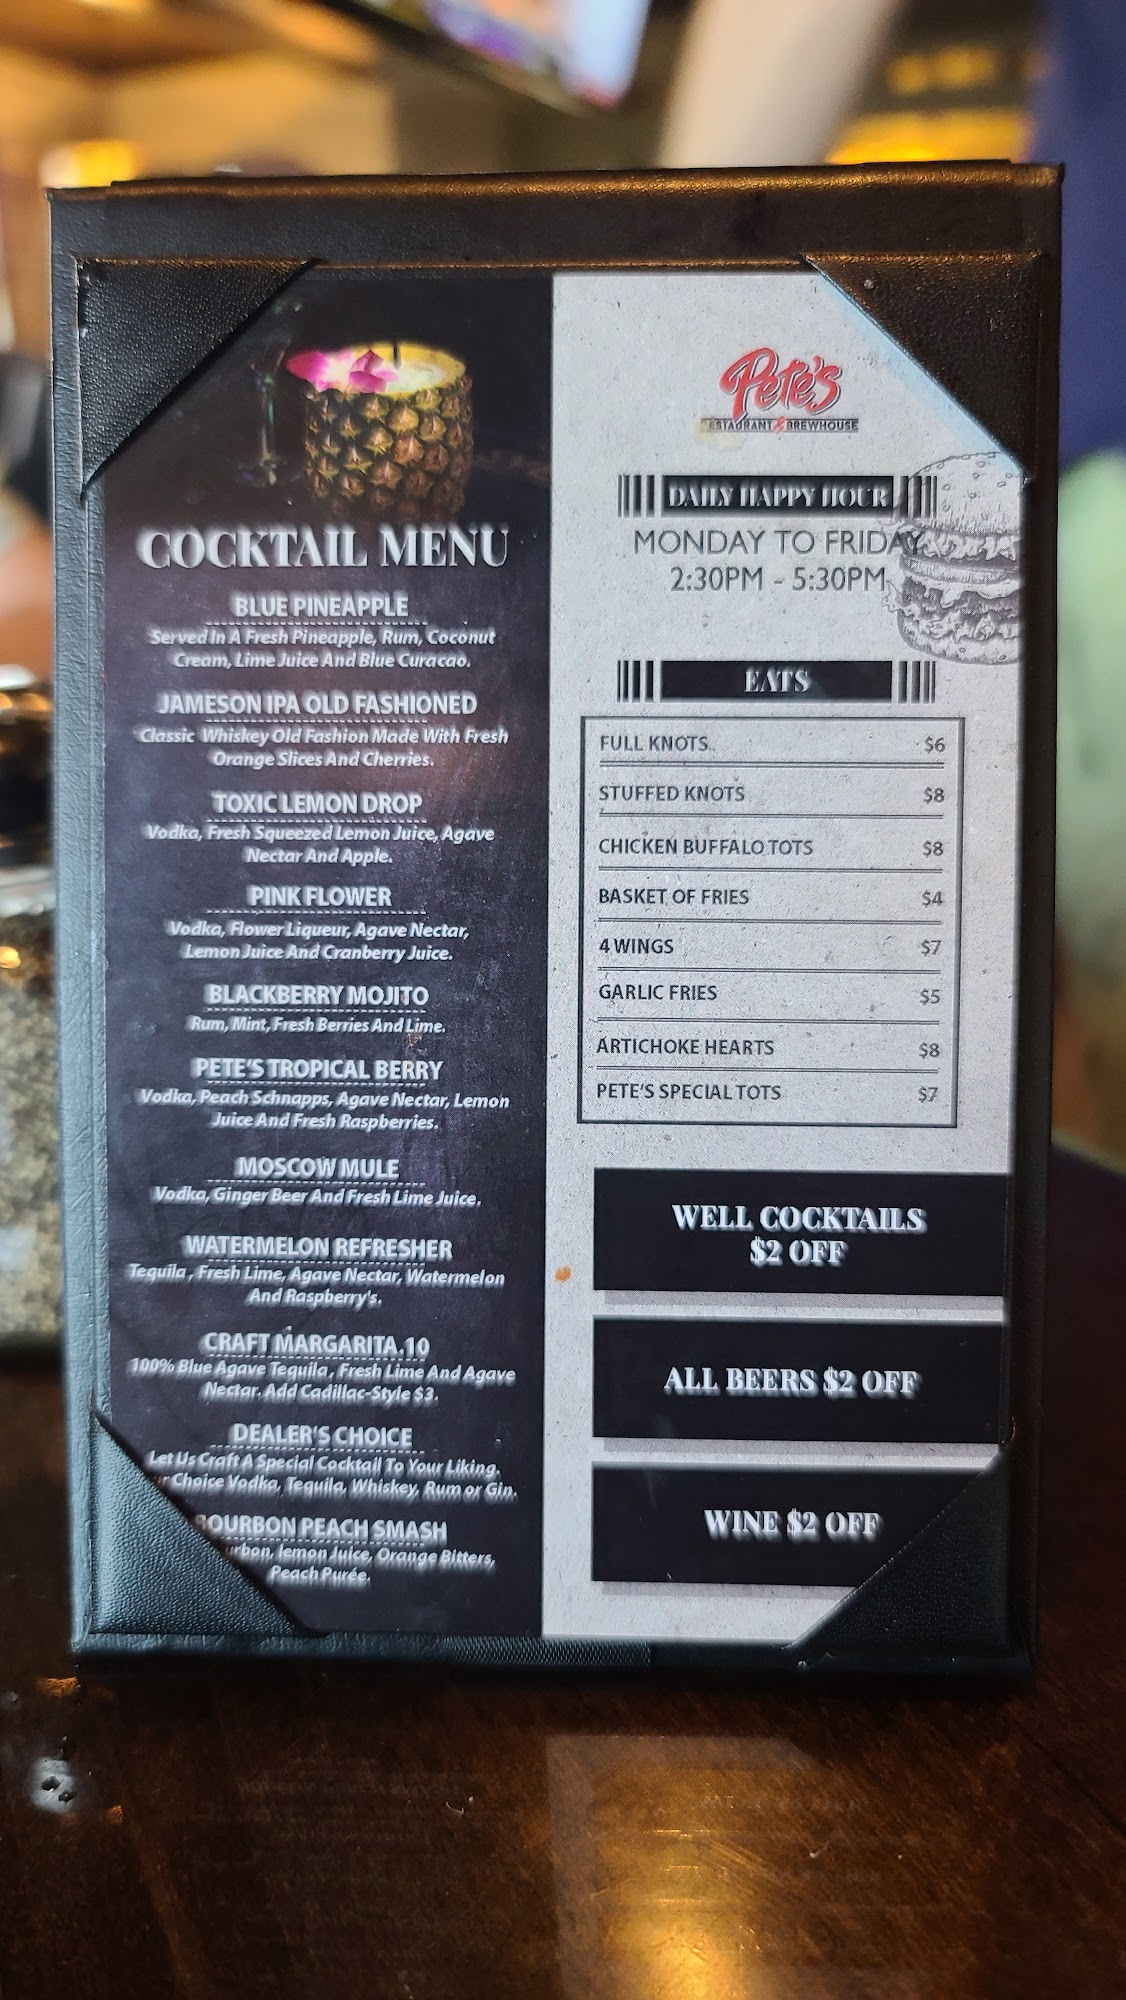 COCKTAIL MENU
BLUE PINEAPPLE
Served In A Fresh Pineapple, Rum, Coconut
Cream, Lime Juice And Blue Curacao.
JAMESON IPA OLD FASHIONED
Classic Whiskey Old Fashion Made With Fresh
Orange Slices And Cherries.
TOXIC LEMON DROP
Vodka, Fresh Squeezed Lemon Juice, Agave
Nectar And Apple.
PINK FLOWER
Vodka, Flower Liqueur, Agave Nectar,
Lemon Juice And Cranberry Juice.
BLACKBERRY MOJITO
Rum, Mint, Fresh Berries And Lime.
PETE'S TROPICAL BERRY
Vodka, Peach Schnapps, Agave Nectar, Lemon
Juice And Fresh Raspberries.
MOSCOW MULE
Vodka, Ginger Beer And Fresh Lime Juice.
WATERMELON REFRESHER
Tequila, Fresh Lime, Agave Nectar, Watermelon
And Raspberry's.
CRAFT MARGARITA.10
100% Blue Agave Tequila, Fresh Lime And Agave
Nectar. Add Cadillac-Style $3.
DEALER'S CHOICE
Let Us Craft A Special Cocktail To Your Liking.
Choice Vodka, Tequila, Whiskey, Rum or Gin.
OURBON PEACH SMASH
rbon, lemon Juice, Orange Bitters,
Peach Purée.
Pete's
ESTAURANT & BREWHOUSE
DAILY HAPPY HOUR
MONDAY TO FRIDAY
2:30PM - 5:30PM
EATS
FULL KNOTS. $6
STUFFED KNOTS $8
CHICKEN BUFFALO TOTS $8
BASKET OF FRIES $4
4 WINGS $7
GARLIC FRIES $5
ARTICHOKE HEARTS $8
PETE'S SPECIAL TOTS $7
WELL COCKTAILS
$2 OFF
ALL BEERS $2 OFF
WINE $2 OFF